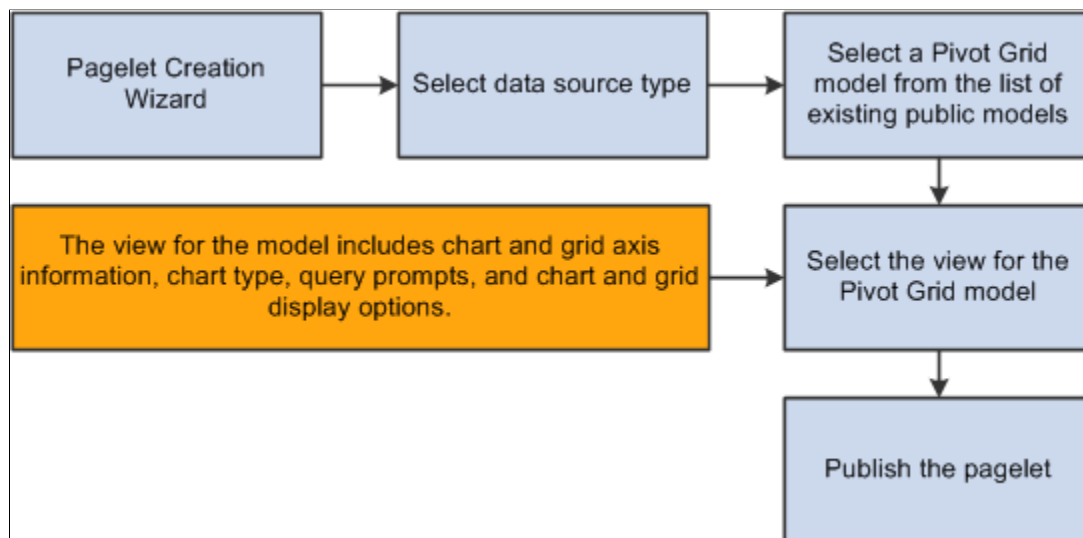 Pagelet Creation
Wizard
Select data source type
Select a Pivot Grid
model from the list of
existing public models
The view for the model includes chart and grid axis
information, chart type, query prompts, and chart and grid
display options.
Select the view for the
Pivot Grid model
Publish the pagelet